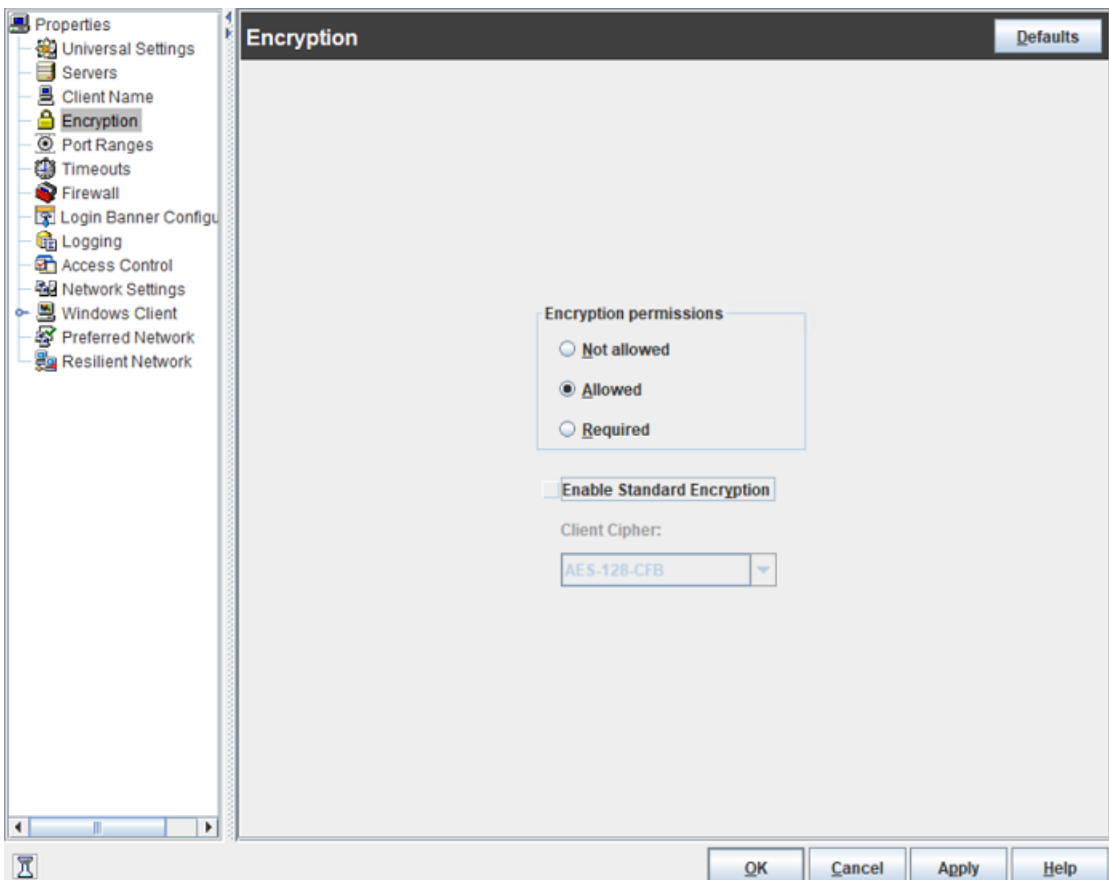 Properties
Universal Settings
Servers
Client Name
Encryption
Port Ranges
Timeouts
Firewall
Login Banner Configu
Logging
Access Control
Network Settings
Windows Client
Preferred Network
Resilient Network
Encryption
Defaults
Encryption permissions
Not allowed
Allowed
Required
Enable Standard Encryption
Client Cipher:
AES-128-CFB
OK Cancel Apply Help